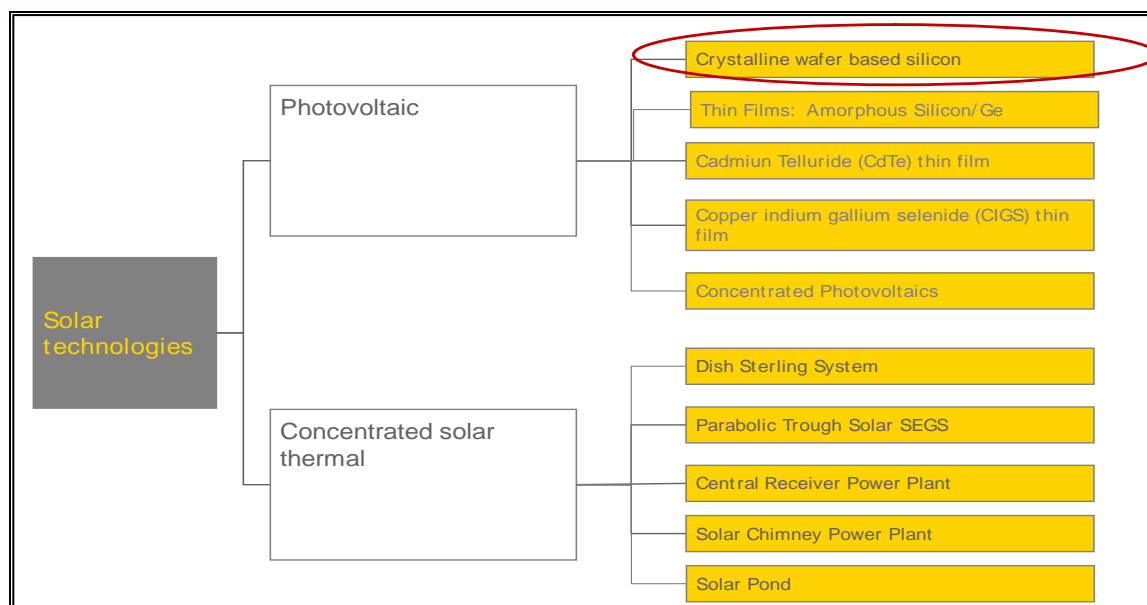 Crystalline wafer based silicon
Photovoltaic
Thin Films: Amorphous Silicon/Ge
Cadmiun Telluride (CdTe) thin film
Copper indium gallium selenide (CIGS) thin
film
Concentrated Photovoltaics
Solar
technologies
Dish Sterling System
Concentrated solar
thermal
Parabolic Trough Solar SEGS
Central Receiver Power Plant
Solar Chimney Power Plant
Solar Pond